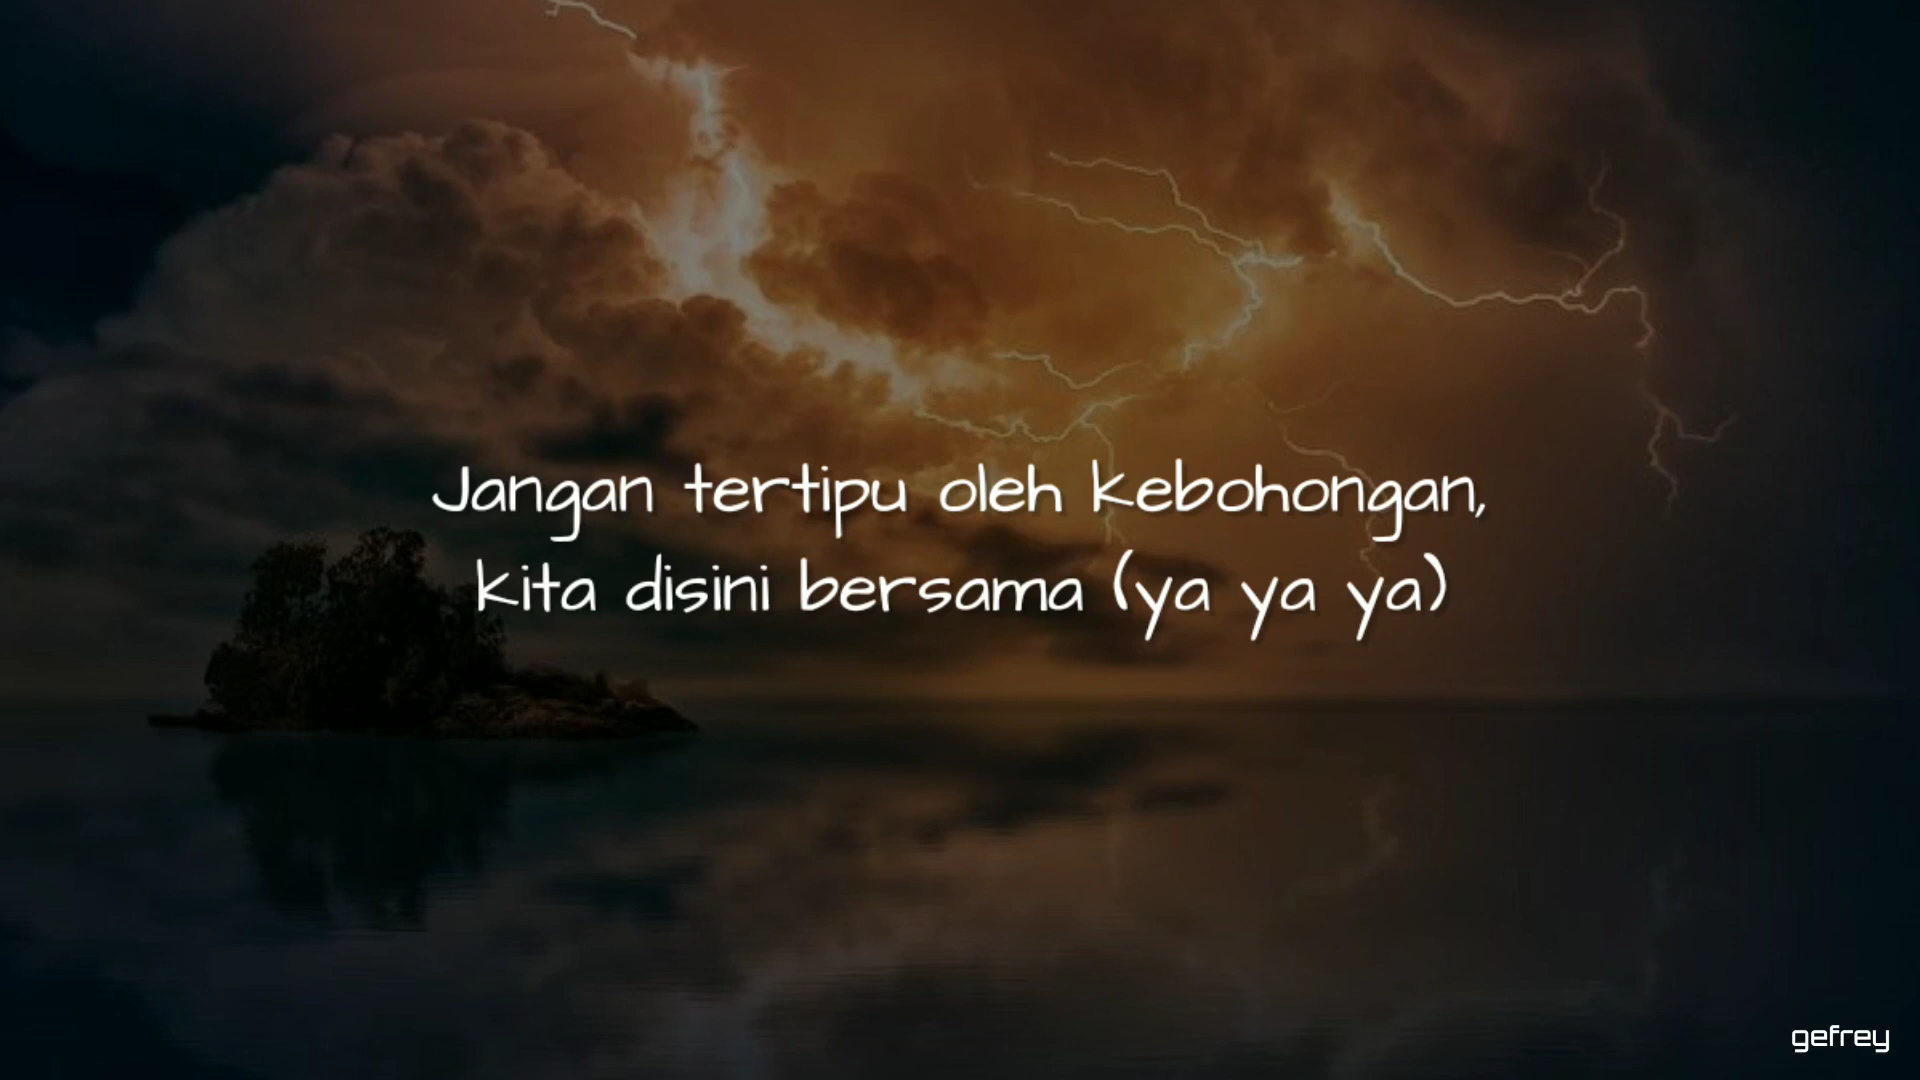 Jangan tertipu oleh kebohongan,
kita disini bersama (ya ya ya)
gefrey